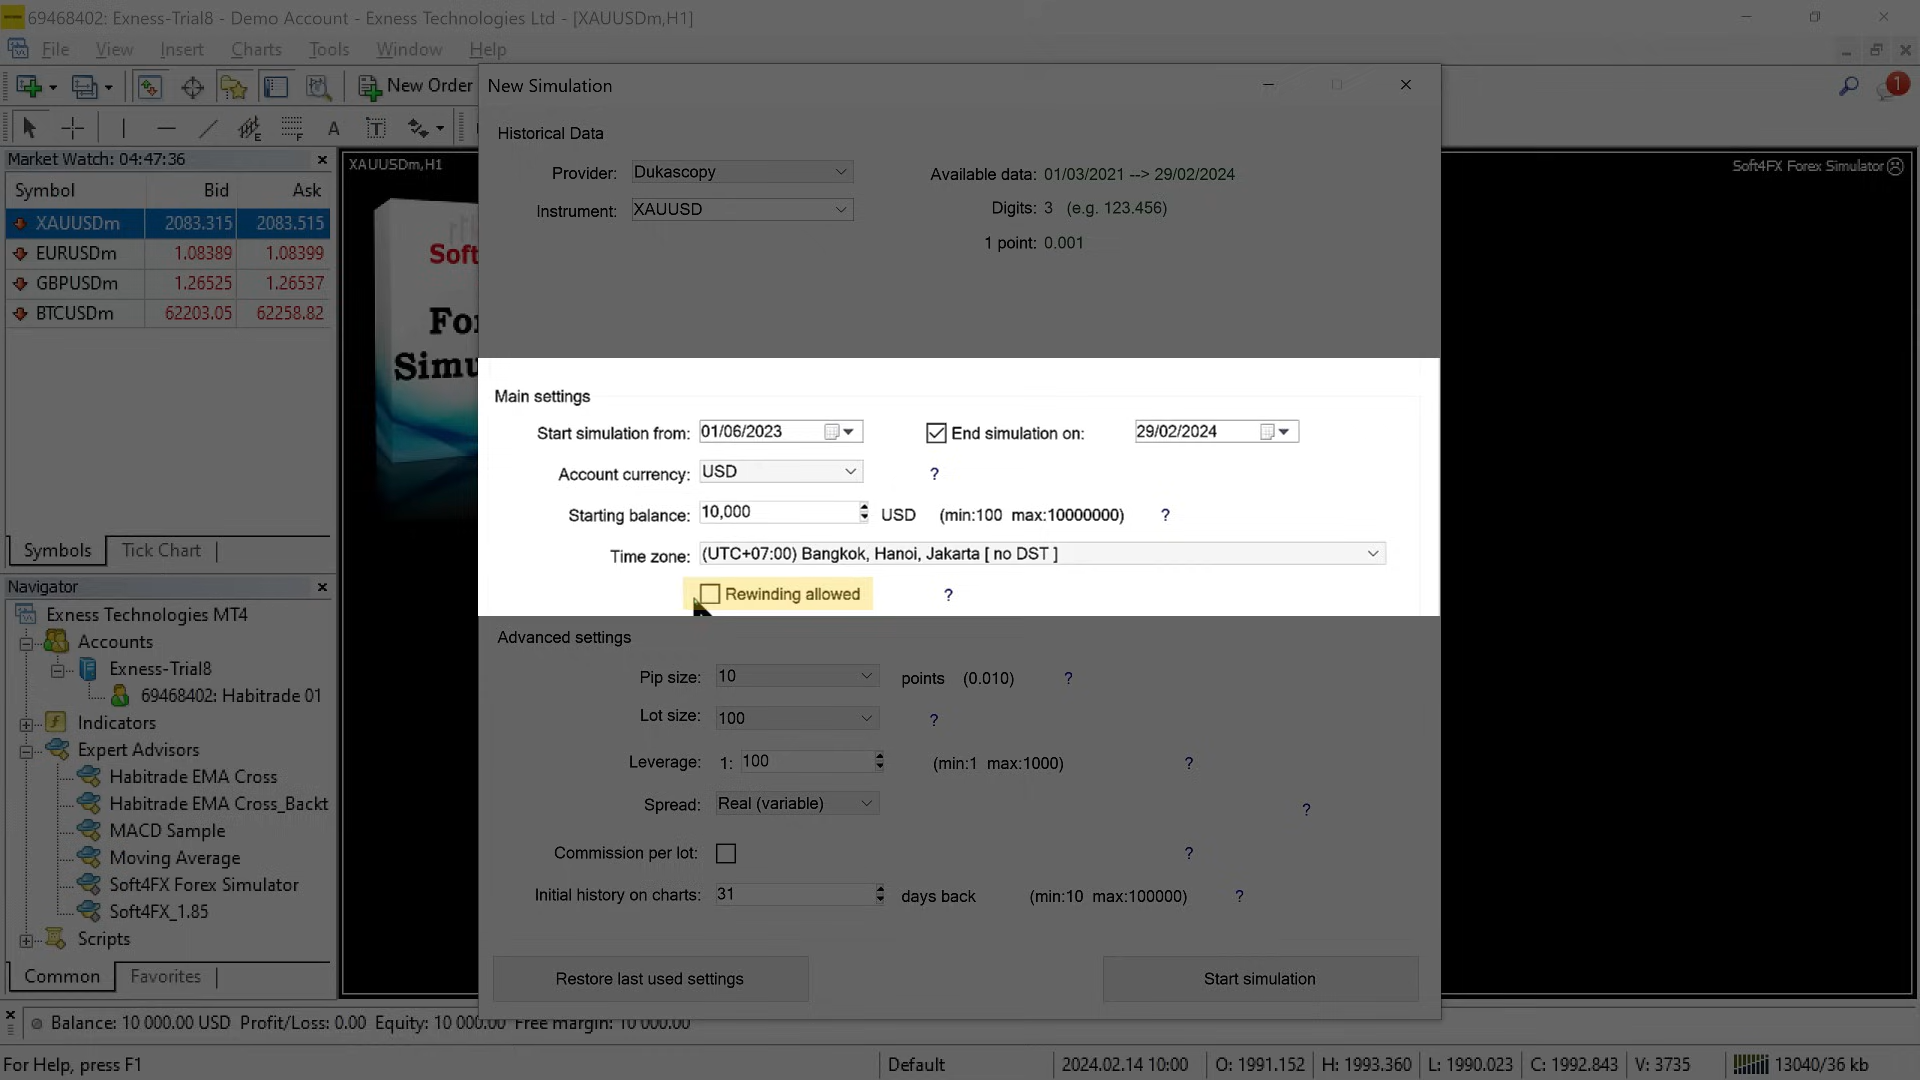 69468402: Exness-Trial8 - Demo Account - Exness Technologies Ltd - [XAUUSDm,H1]
File View Insert Charts Tools Window Help
New Order
1
A T
Market Watch: 04:47:36
Symbol Bid Ask
XAUUSDm 2083.315 2083.515
EURUSDm 1.08389 1.08399
GBPUSDm 1.26525 1.26537
BTCUSDm 62203.05 62258.82
Symbols Tick Chart
Navigator
Exness Technologies MT4
Accounts
Exness-Trial8
69468402: Habitrade 01
Indicators
Expert Advisors
Habitrade EMA Cross
Habitrade EMA Cross_Backt
MACD Sample
Moving Average
Soft4FX Forex Simulator
Soft4FX_1.85
Scripts
Common Favorites
XAUUSDm,H1
Soft4FX Forex Simulator
New Simulation
Historical Data
Provider: Dukascopy
Available data: 01/03/2021 --> 29/02/2024
Instrument: XAUUSD
Digits: 3 (e.g. 123.456)
1 point: 0.001
Main settings
Start simulation from: 01/06/2023
End simulation on: 29/02/2024
Account currency: USD ?
Starting balance: 10,000 USD (min:100 max:10000000) ?
Time zone: (UTC+07:00) Bangkok, Hanoi, Jakarta [ no DST ]
Rewinding allowed ?
Advanced settings
Pip size: 10 points (0.010) ?
Lot size: 100 ?
Leverage: 1: 100 (min:1 max:1000) ?
Spread: Real (variable) ?
Commission per lot: ?
Initial history on charts: 31 days back (min:10 max:100000) ?
Restore last used settings
Start simulation
Balance: 10 000.00 USD Profit/Loss: 0.00 Equity: 10 000.00 Free margin: 10 000.00
For Help, press F1
Default
2024.02.14 10:00 O: 1991.152 H: 1993.360 L: 1990.023 C: 1992.843 V: 3735 13040/36 kb